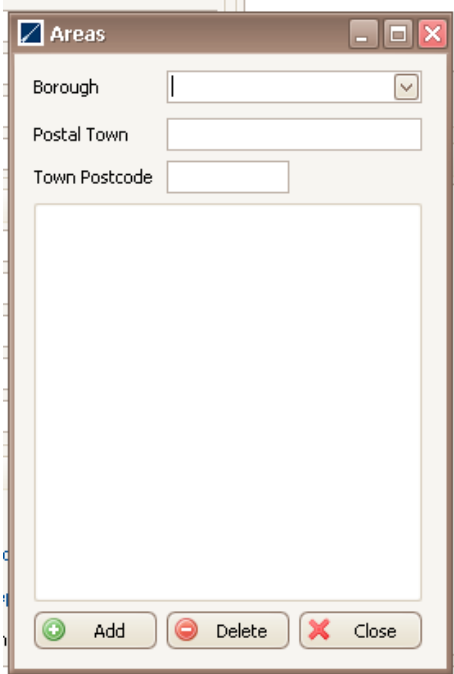 Areas
Borough
Postal Town
Town Postcode
Add Delete Close